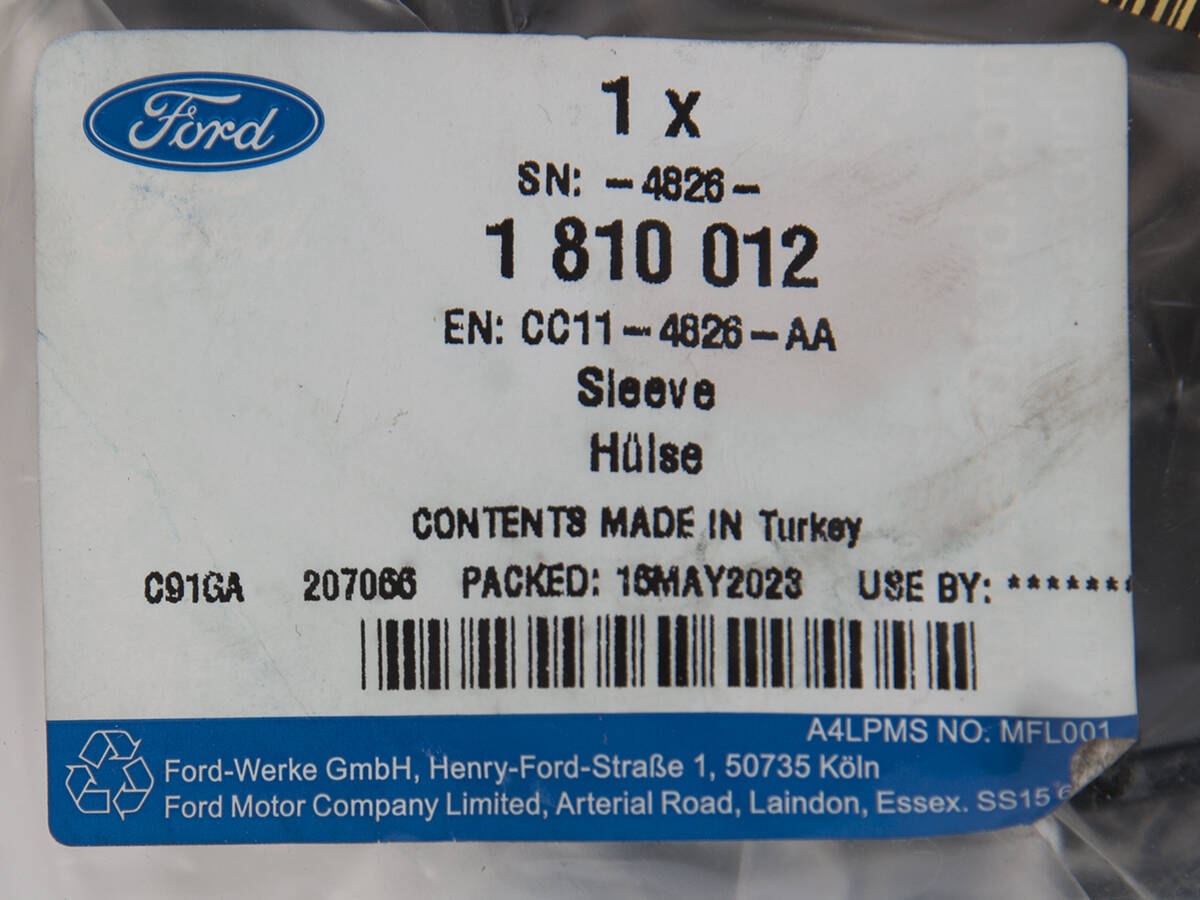 Ford
1 x
SN: -4826-
1 810 012
EN: CC11-4826-AA
Sleeve
Hülse
CONTENTS MADE IN Turkey
C91GA 207066 PACKED: 16MAY2023 USE BY: *******
A4LPMS NO. MFL001
Ford-Werke GmbH, Henry-Ford-Straße 1, 50735 Köln
Ford Motor Company Limited, Arterial Road, Laindon, Essex. SS15